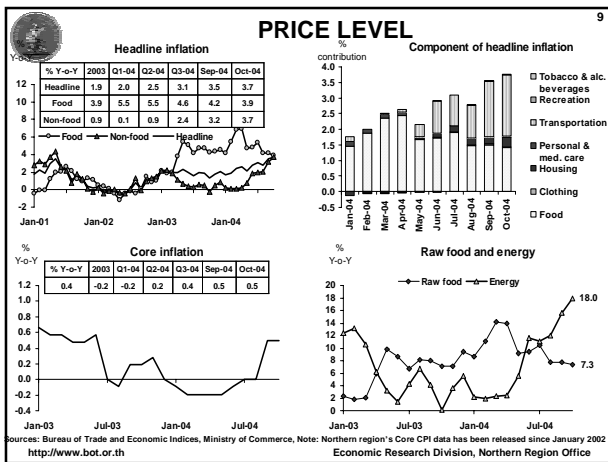 9
PRICE LEVEL
%
Y-o-Y
Headline inflation
% Y-o-Y 2003 Q1-04 Q2-04 Q3-04 Sep-04 Oct-04
Headline 1.9 2.0 2.5 3.1 3.5 3.7
Food 3.9 5.5 5.5 4.6 4.2 3.9
Non-food 0.9 0.1 0.9 2.4 3.2 3.7
Food Non-food Headline
12
10
8
6
4
2
0
-2
-4
Jan-01 Jan-02 Jan-03 Jan-04
%
contribution
Component of headline inflation
4.0
3.5
3.0
2.5
2.0
1.5
1.0
0.5
0.0
-0.5
Jan-04 Feb-04 Mar-04 Apr-04 May-04 Jun-04 Jul-04 Aug-04 Sep-04 Oct-04
Tobacco & alc. beverages
Recreation
Transportation
Personal & med. care
Housing
Clothing
Food
%
Y-o-Y
Core inflation
% Y-o-Y 2003 Q1-04 Q2-04 Q3-04 Sep-04 Oct-04
0.4 -0.2 -0.2 0.2 0.4 0.5 0.5
1.2
1.0
0.8
0.6
0.4
0.2
0.0
-0.2
-0.4
Jan-03 Jul-03 Jan-04 Jul-04
%
Y-o-Y
Raw food and energy
Raw food Energy
20
18
16
14
12
10
8
6
4
2
0
18.0
7.3
Jan-03 Jul-03 Jan-04 Jul-04
Sources: Bureau of Trade and Economic Indices, Ministry of Commerce, Note: Northern region's Core CPI data has been released since January 2002
http://www.bot.or.th Economic Research Division, Northern Region Office